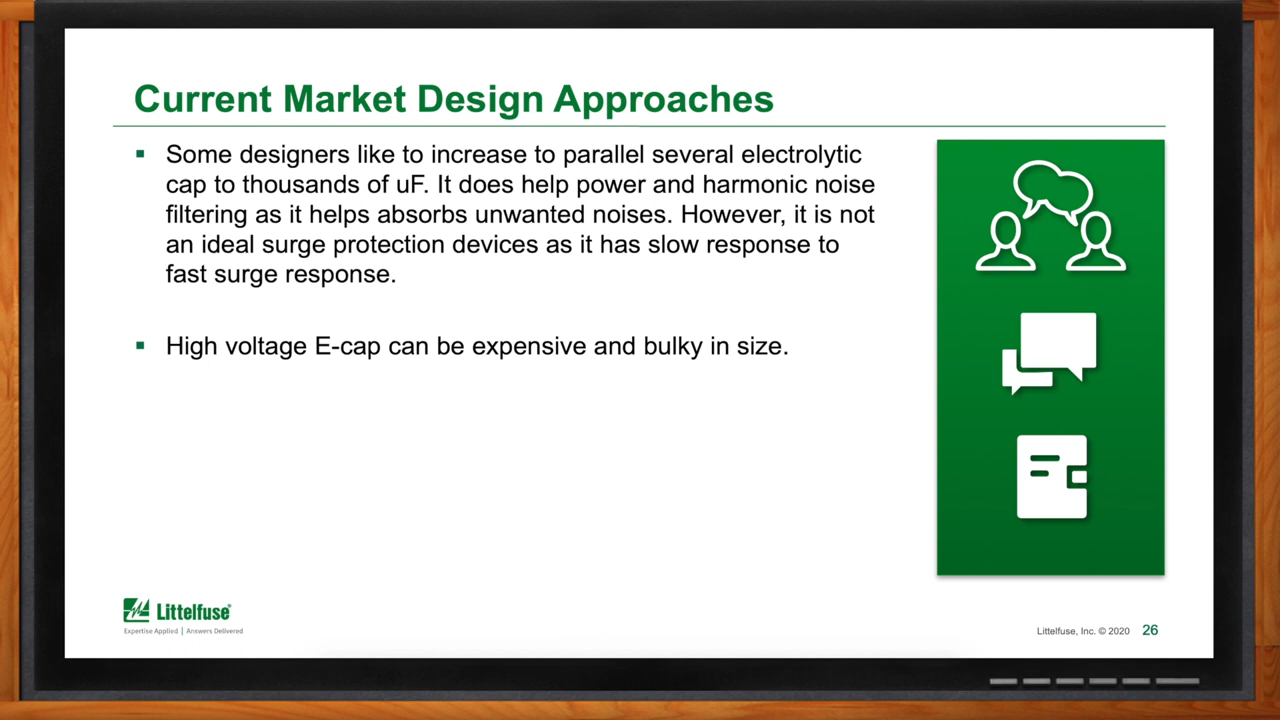 Current Market Design Approaches
▪ Some designers like to increase to parallel several electrolytic
cap to thousands of uF. It does help power and harmonic noise
filtering as it helps absorbs unwanted noises. However, it is not
an ideal surge protection devices as it has slow response to
fast surge response.
▪ High voltage E-cap can be expensive and bulky in size.
Littelfuse®
Expertise Applied | Answers Delivered
Littelfuse, Inc. © 2020 26